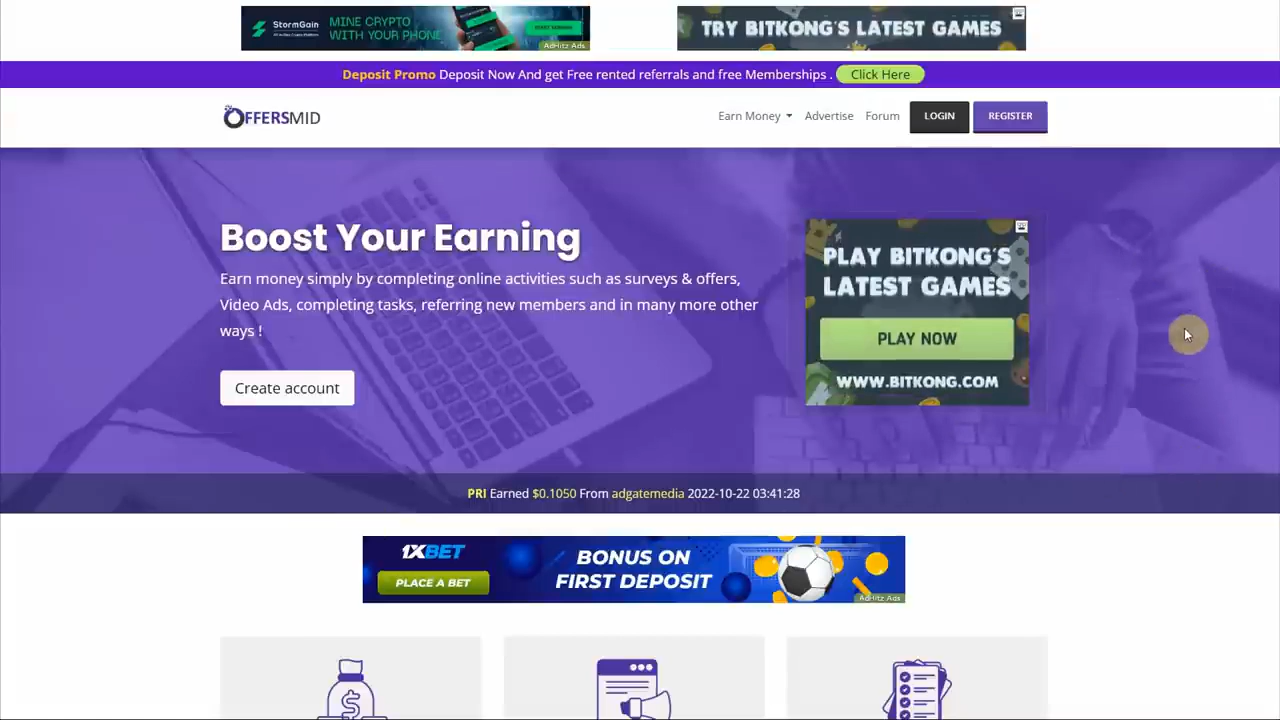 StormGain
MINE CRYPTO
WITH YOUR PHONE
AdHitz Ads
TRY BITKONG'S LATEST GAMES
Deposit Promo Deposit Now And get Free rented referrals and free Memberships . Click Here
OFFERSMID
Earn Money
Advertise
Forum
LOGIN
REGISTER
Boost Your Earning
Earn money simply by completing online activities such as surveys & offers,
Video Ads, completing tasks, referring new members and in many more other
ways !
Create account
PLAY BITKONG'S
LATEST GAMES
PLAY NOW
WWW.BITKONG.COM
PRI Earned $0.1050 From adgatemedia 2022-10-22 03:41:28
1XBET
PLACE A BET
BONUS ON
FIRST DEPOSIT
AdHitz Ads